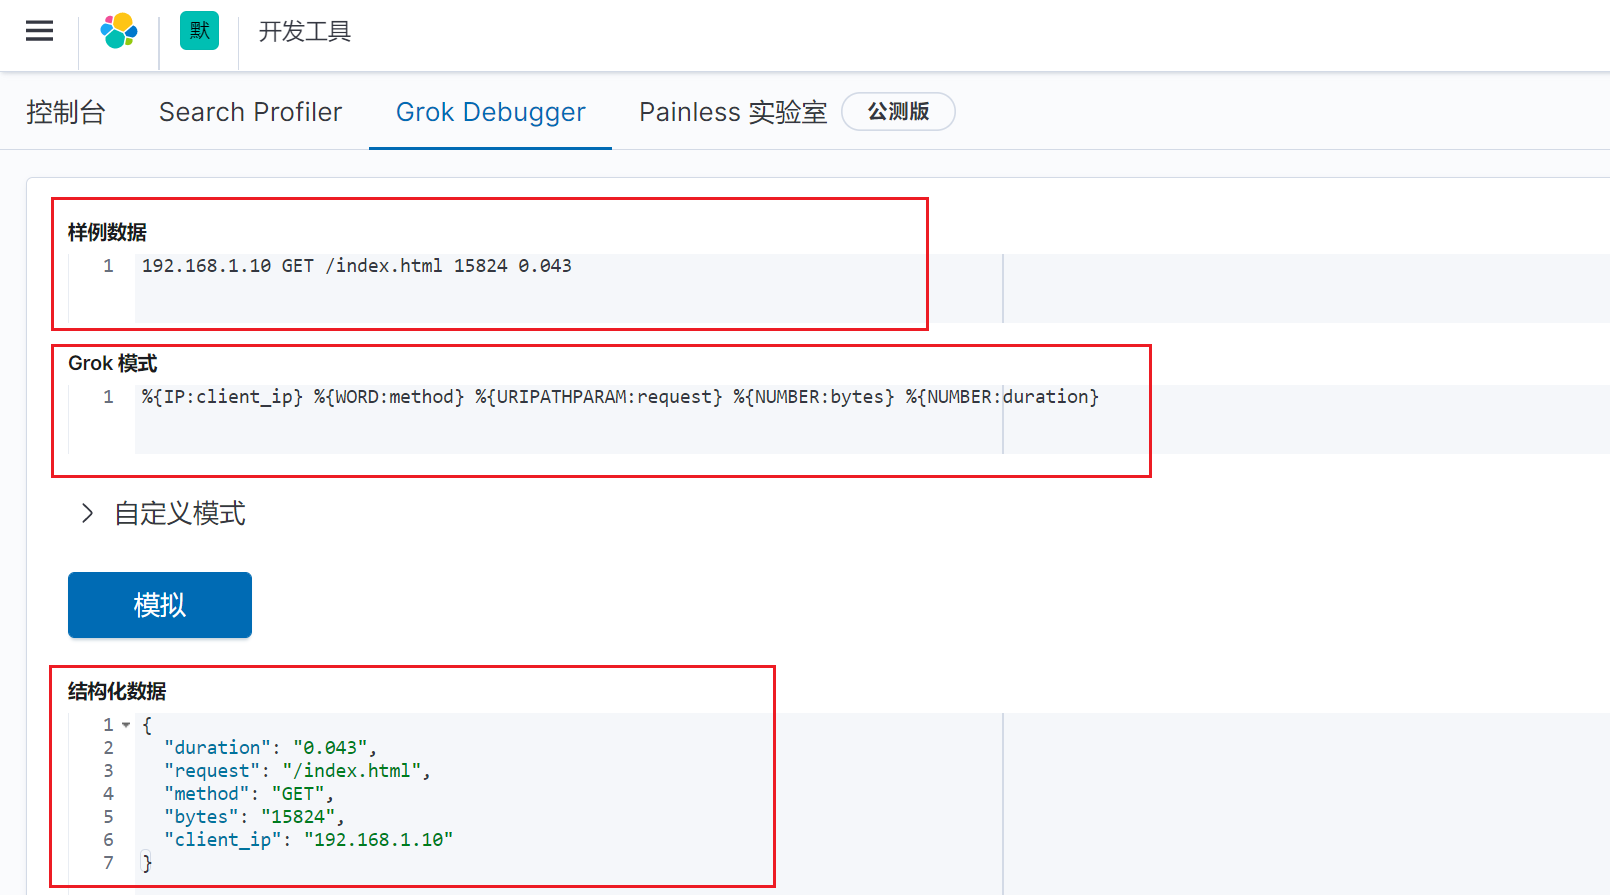 默 开发工具
控制台 Search Profiler Grok Debugger Painless 实验室 公测版
样例数据
1 192.168.1.10 GET /index.html 15824 0.043
Grok 模式
1 %{IP:client_ip} %{WORD:method} %{URIPATHPARAM:request} %{NUMBER:bytes} %{NUMBER:duration}
自定义模式
模拟
结构化数据
1 {
2 "duration": "0.043",
3 "request": "/index.html",
4 "method": "GET",
5 "bytes": "15824",
6 "client_ip": "192.168.1.10"
7 }